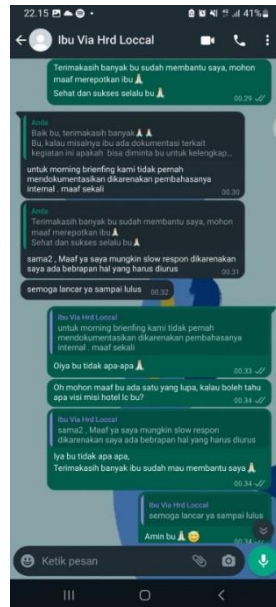 22.15
41%
Ibu Via Hrd Loccal
Terimakasih banyak bu sudah membantu saya, mohon
maaf merepotkan ibu🙏
Sehat dan sukses selalu bu🙏
00.29
Anda
Baik bu, terimakasih banyak🙏🙏
Bu, kalau misalnya ibu ada dokumentasi terkait
kegiatan ini apakah bisa diminta bu untuk kelengkap...
untuk morning brienfing kami tidak pernah
mendokumentasikan dikarenakan pembahasanya
internal . maaf sekali
00.30
Anda
Terimakasih banyak bu sudah membantu saya, mohon
maaf merepotkan ibu🙏
Sehat dan sukses selalu bu🙏
sama2 , Maaf ya saya mungkin slow respon dikarenakan
saya ada bebrapan hal yang harus diurus
00.31
semoga lancar ya sampai lulus 00.32
Ibu Via Hrd Loccal
untuk morning brienfing kami tidak pernah
mendokumentasikan dikarenakan pembahasanya
internal . maaf sekali
Oiya bu tidak apa-apa🙏
00.33
Oh mohon maaf bu ada satu yang lupa, kalau boleh tahu
apa visi misi hotel lc bu?
00.34
Ibu Via Hrd Loccal
sama2 , Maaf ya saya mungkin slow respon
dikarenakan saya ada bebrapan hal yang harus diurus
Iya bu tidak apa apa,
Terimakasih banyak ibu sudah mau membantu saya🙏
00.34
Ibu Via Hrd Loccal
semoga lancar ya sampai lulus
Amin bu🙏😊
00.34
Ketik pesan